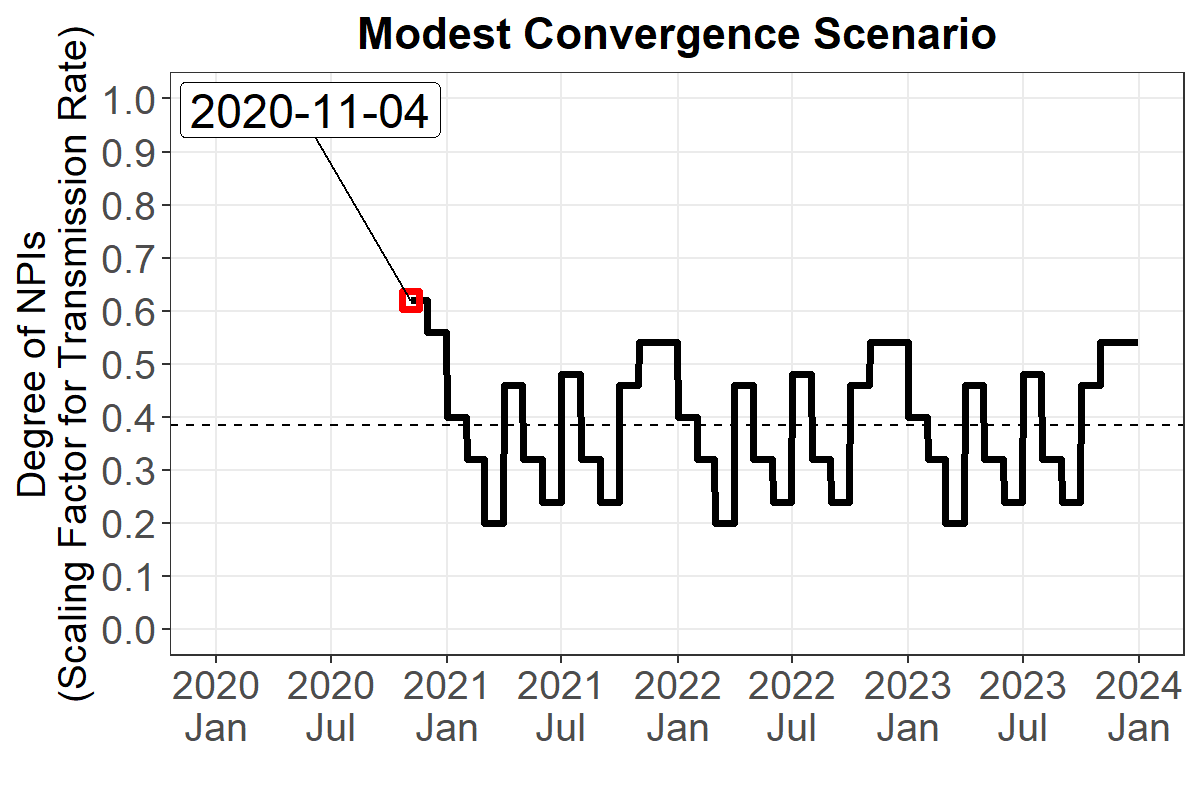 Modest Convergence Scenario
Degree of NPIs
(Scaling Factor for Transmission Rate)
2020-11-04
1.0
0.9
0.8
0.7
0.6
0.5
0.4
0.3
0.2
0.1
0.0
2020 2020 2021 2021 2022 2022 2023 2023 2024
Jan Jul Jan Jul Jan Jul Jan Jul Jan